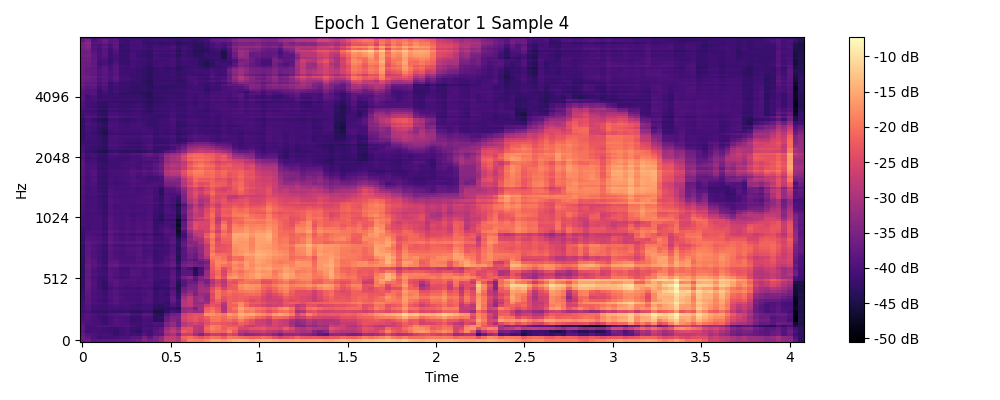 Epoch 1 Generator 1 Sample 4
Hz
4096
2048
1024
512
0
0 0.5 1 1.5 2 2.5 3 3.5 4
Time
-10 dB
-15 dB
-20 dB
-25 dB
-30 dB
-35 dB
-40 dB
-45 dB
-50 dB